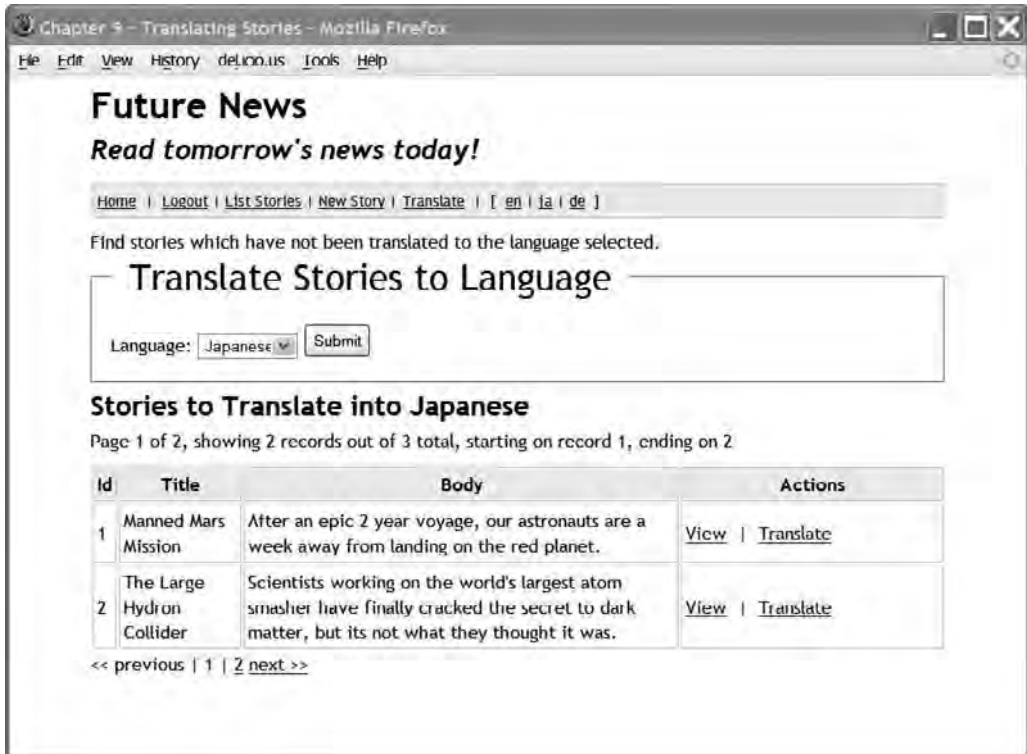 Chapter 9 - Translating Stories - Mozilla Firefox
File Edit View History del.icio.us Tools Help
Future News
Read tomorrow's news today!
Home | Logout | List Stories | New Story | Translate | [ en | ja | de ]
Find stories which have not been translated to the language selected.
Translate Stories to Language
Language: Japanese Submit
Stories to Translate into Japanese
Page 1 of 2, showing 2 records out of 3 total, starting on record 1, ending on 2
Id Title Body Actions
1 Manned Mars Mission After an epic 2 year voyage, our astronauts are a week away from landing on the red planet. View | Translate
2 The Large Hydron Collider Scientists working on the world's largest atom smasher have finally cracked the secret to dark matter, but its not what they thought it was. View | Translate
<< previous | 1 | 2 next >>